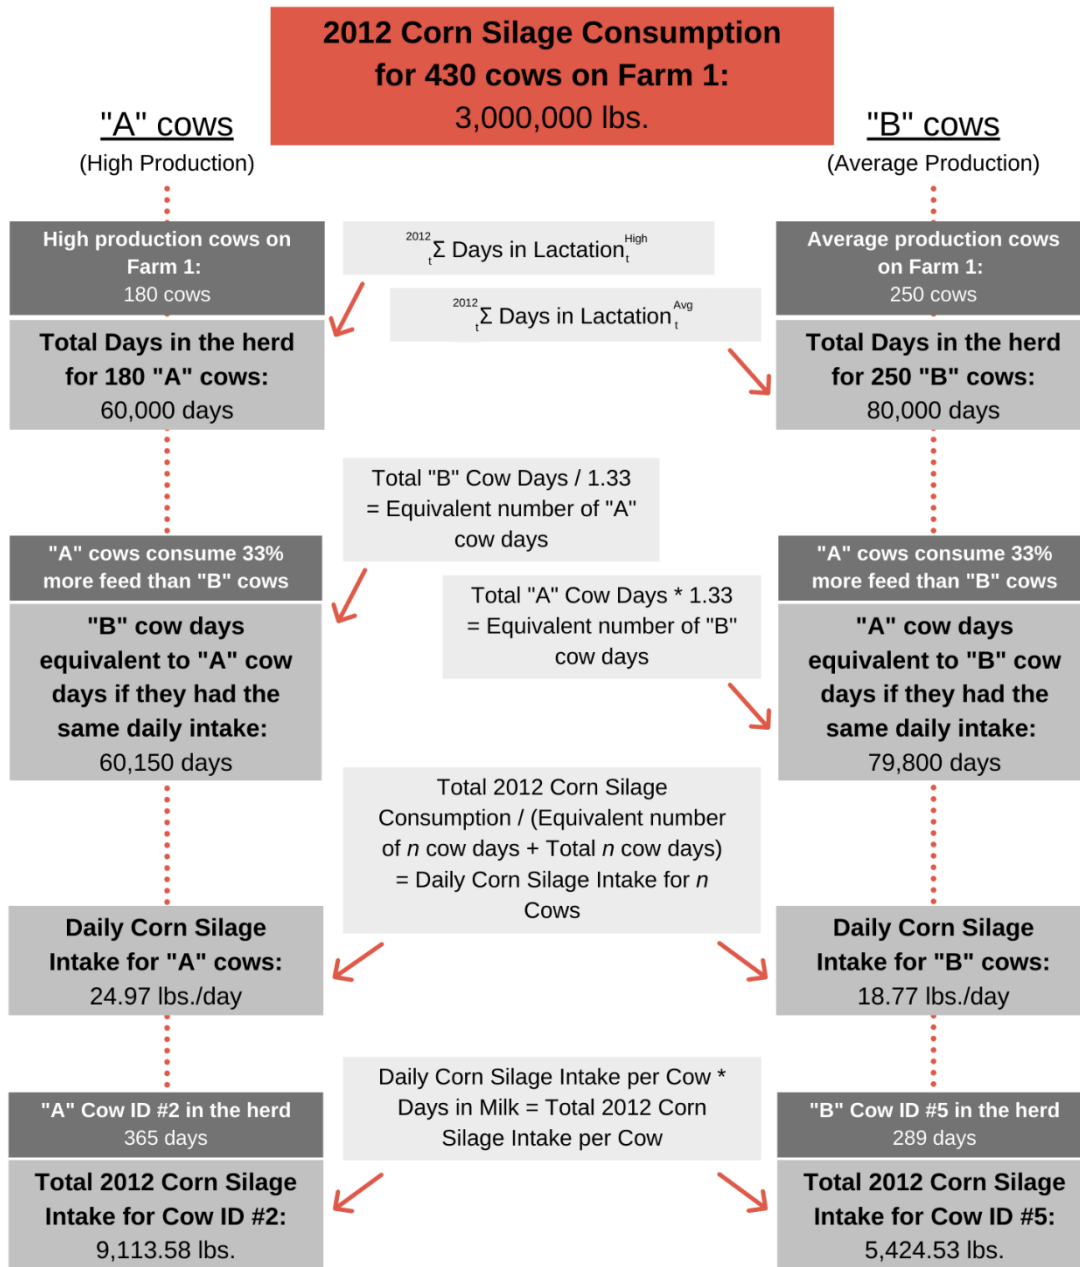 2012 Corn Silage Consumption
for 430 cows on Farm 1:
3,000,000 lbs.
"A" cows
(High Production)
"B" cows
(Average Production)
High production cows on
Farm 1:
180 cows
2012 t Σ Days in Lactation t High
Average production cows
on Farm 1:
250 cows
2012 t Σ Days in Lactation t Avg
Total Days in the herd
for 180 "A" cows:
60,000 days
Total Days in the herd
for 250 "B" cows:
80,000 days
Total "B" Cow Days / 1.33
= Equivalent number of "A"
cow days
"A" cows consume 33%
more feed than "B" cows
"A" cows consume 33%
more feed than "B" cows
Total "A" Cow Days * 1.33
= Equivalent number of "B"
cow days
"B" cow days
equivalent to "A" cow
days if they had the
same daily intake:
60,150 days
"A" cow days
equivalent to "B" cow
days if they had the
same daily intake:
79,800 days
Total 2012 Corn Silage
Consumption / (Equivalent number
of n cow days + Total n cow days)
= Daily Corn Silage Intake for n
Cows
Daily Corn Silage
Intake for "A" cows:
24.97 lbs./day
Daily Corn Silage
Intake for "B" cows:
18.77 lbs./day
Daily Corn Silage Intake per Cow *
Days in Milk = Total 2012 Corn
Silage Intake per Cow
"A" Cow ID #2 in the herd
365 days
"B" Cow ID #5 in the herd
289 days
Total 2012 Corn Silage
Intake for Cow ID #2:
9,113.58 lbs.
Total 2012 Corn Silage
Intake for Cow ID #5:
5,424.53 lbs.